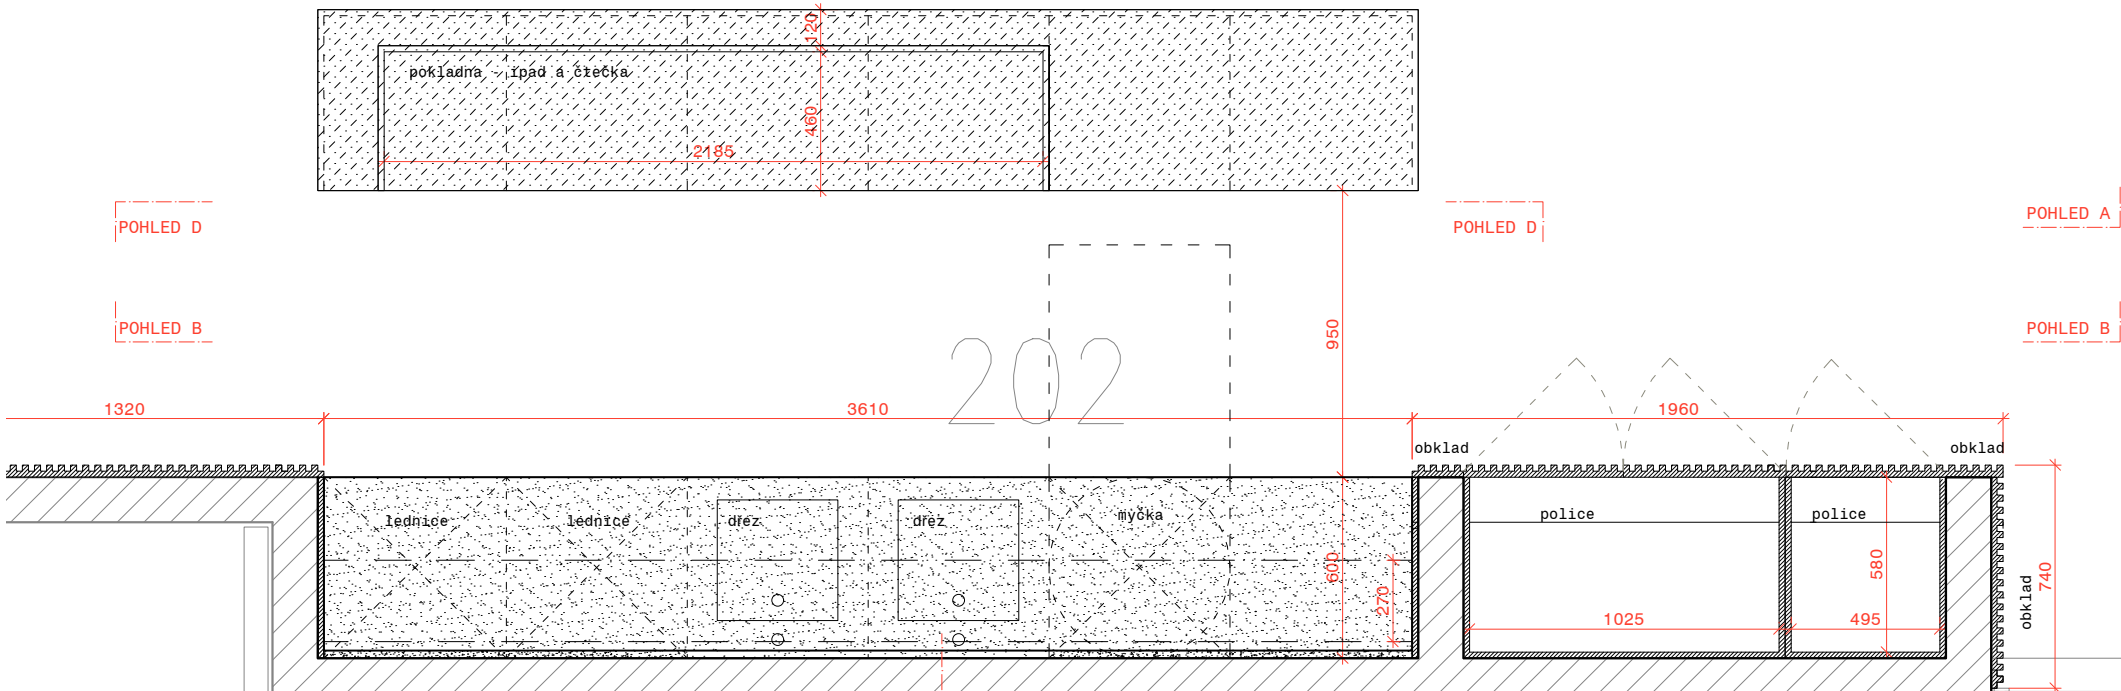 120
pokladna - ipad a čtečka
460
2185
POHLED D
POHLED D
POHLED A
POHLED B
950
POHLED B
202
1320
3610
1960
obklad
obklad
lednice
lednice
dřez
dřez
myčka
police
police
600
270
580
740
obklad
1025
495